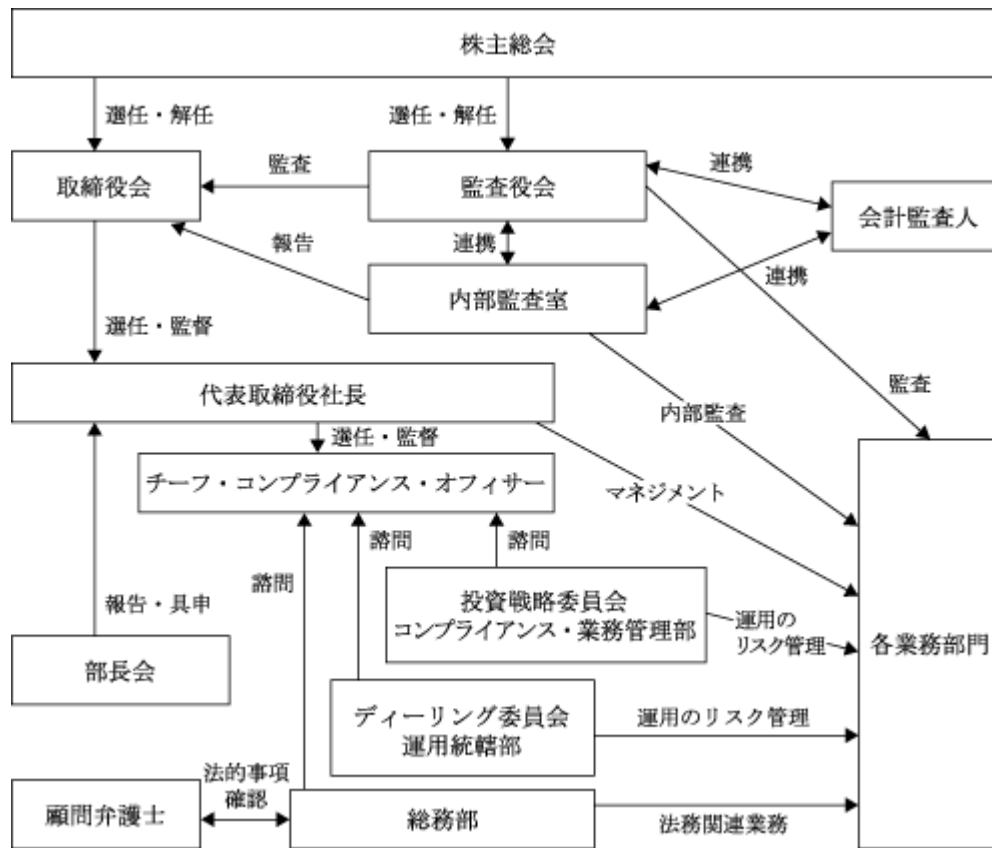 株主総会
選任・解任
選任・解任
取締役会
監査
監査役会
連携
会計監査人
報告
連携
内部監査室
連携
選任・監督
代表取締役社長
監査
内部監査
選任・監督
チーフ・コンプライアンス・オフィサー
マネジメント
諮問
諮問
諮問
投資戦略委員会
コンプライアンス・業務管理部
運用の
リスク管理
各業務部門
報告・具申
部長会
ディーリング委員会
運用統轄部
運用のリスク管理
法的事項
確認
顧問弁護士
総務部
法務関連業務